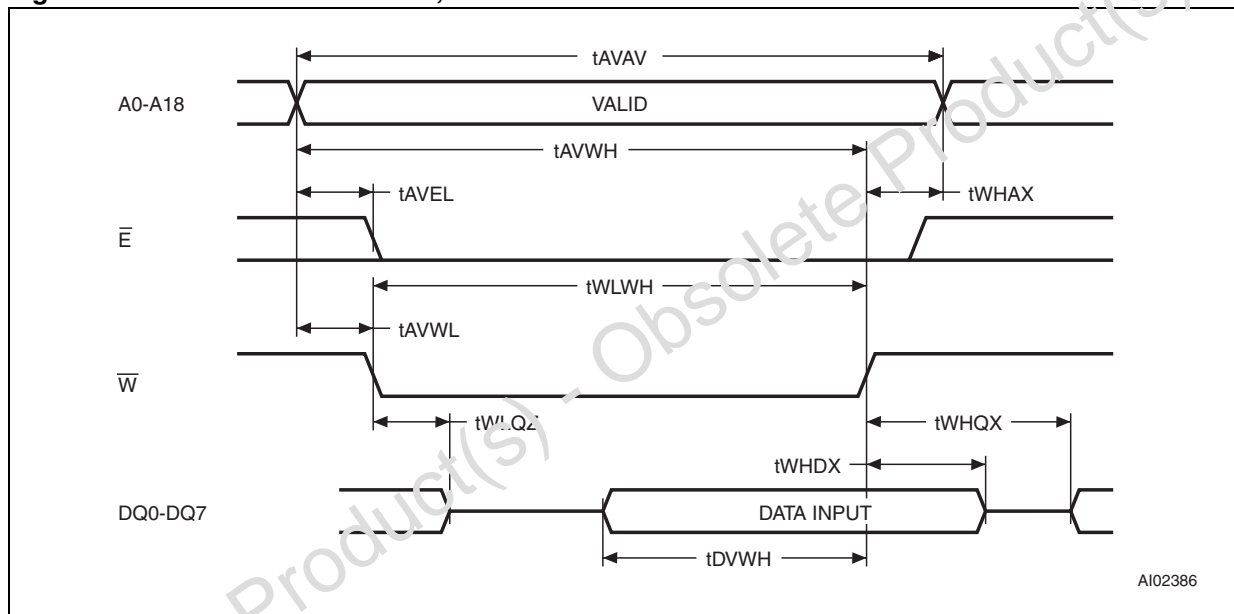 tAVAV
A0-A18
VALID
tAVWH
tAVEL
tWHAX
E̅
tWLWH
tAVWL
W̅
tWLQZ
tWHQX
tWHDX
DQ0-DQ7
DATA INPUT
tDVWH
AI02386
Product(s) - Obsolete Product(s)